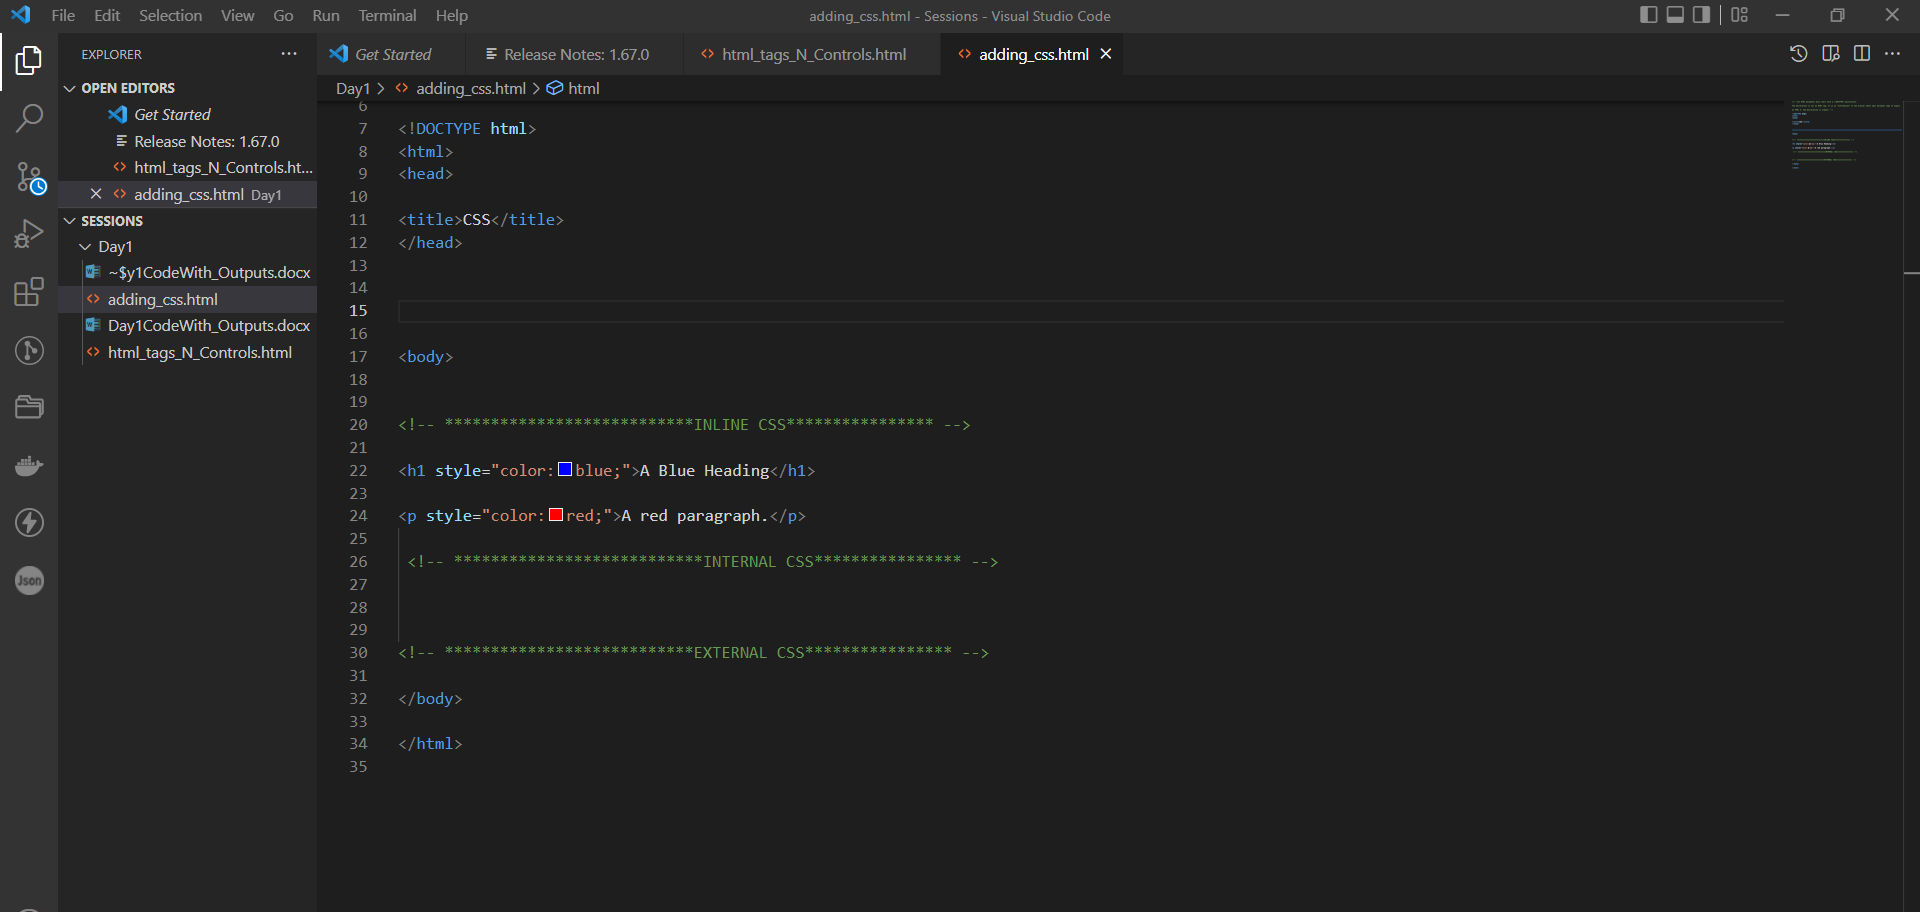 File Edit Selection View Go Run Terminal Help
adding_css.html - Sessions - Visual Studio Code
EXPLORER
OPEN EDITORS
Get Started
Release Notes: 1.67.0
html_tags_N_Controls.ht...
adding_css.html Day1
SESSIONS
Day1
~$y1CodeWith_Outputs.docx
adding_css.html
Day1CodeWith_Outputs.docx
html_tags_N_Controls.html
Json
Get Started Release Notes: 1.67.0 html_tags_N_Controls.html adding_css.html
Day1 > adding_css.html > html
6
7 <!DOCTYPE html>
8 <html>
9 <head>
10
11 <title>CSS</title>
12 </head>
13
14
15
16
17 <body>
18
19
20 <!-- ***************************INLINE CSS**************** -->
21
22 <h1 style="color:blue;">A Blue Heading</h1>
23
24 <p style="color:red;">A red paragraph.</p>
25
26 <!-- ***************************INTERNAL CSS**************** -->
27
28
29
30 <!-- ***************************EXTERNAL CSS**************** -->
31
32 </body>
33
34 </html>
35